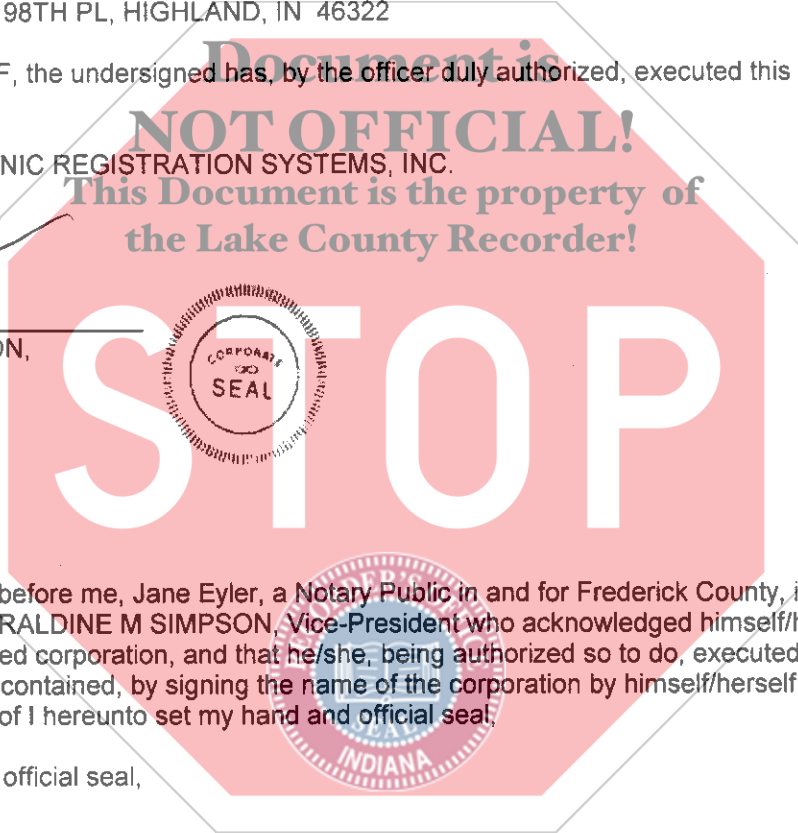 98TH PL, HIGHLAND, IN 46322
Document is
F, the undersigned has, by the officer duly authorized, executed this
NOT OFFICIAL!
NIC REGISTRATION SYSTEMS, INC.
This Document is the property of
the Lake County Recorder!
STOP
ON,
CORPORATE
SEAL
before me, Jane Eyler, a Notary Public in and for Frederick County, i
RALDINE M SIMPSON, Vice-President who acknowledged himself/h
ed corporation, and that he/she, being authorized so to do, executed
contained, by signing the name of the corporation by himself/herself
of I hereunto set my hand and official seal,
RECORDER'S OFFICE
SEAL
INDIANA
official seal,